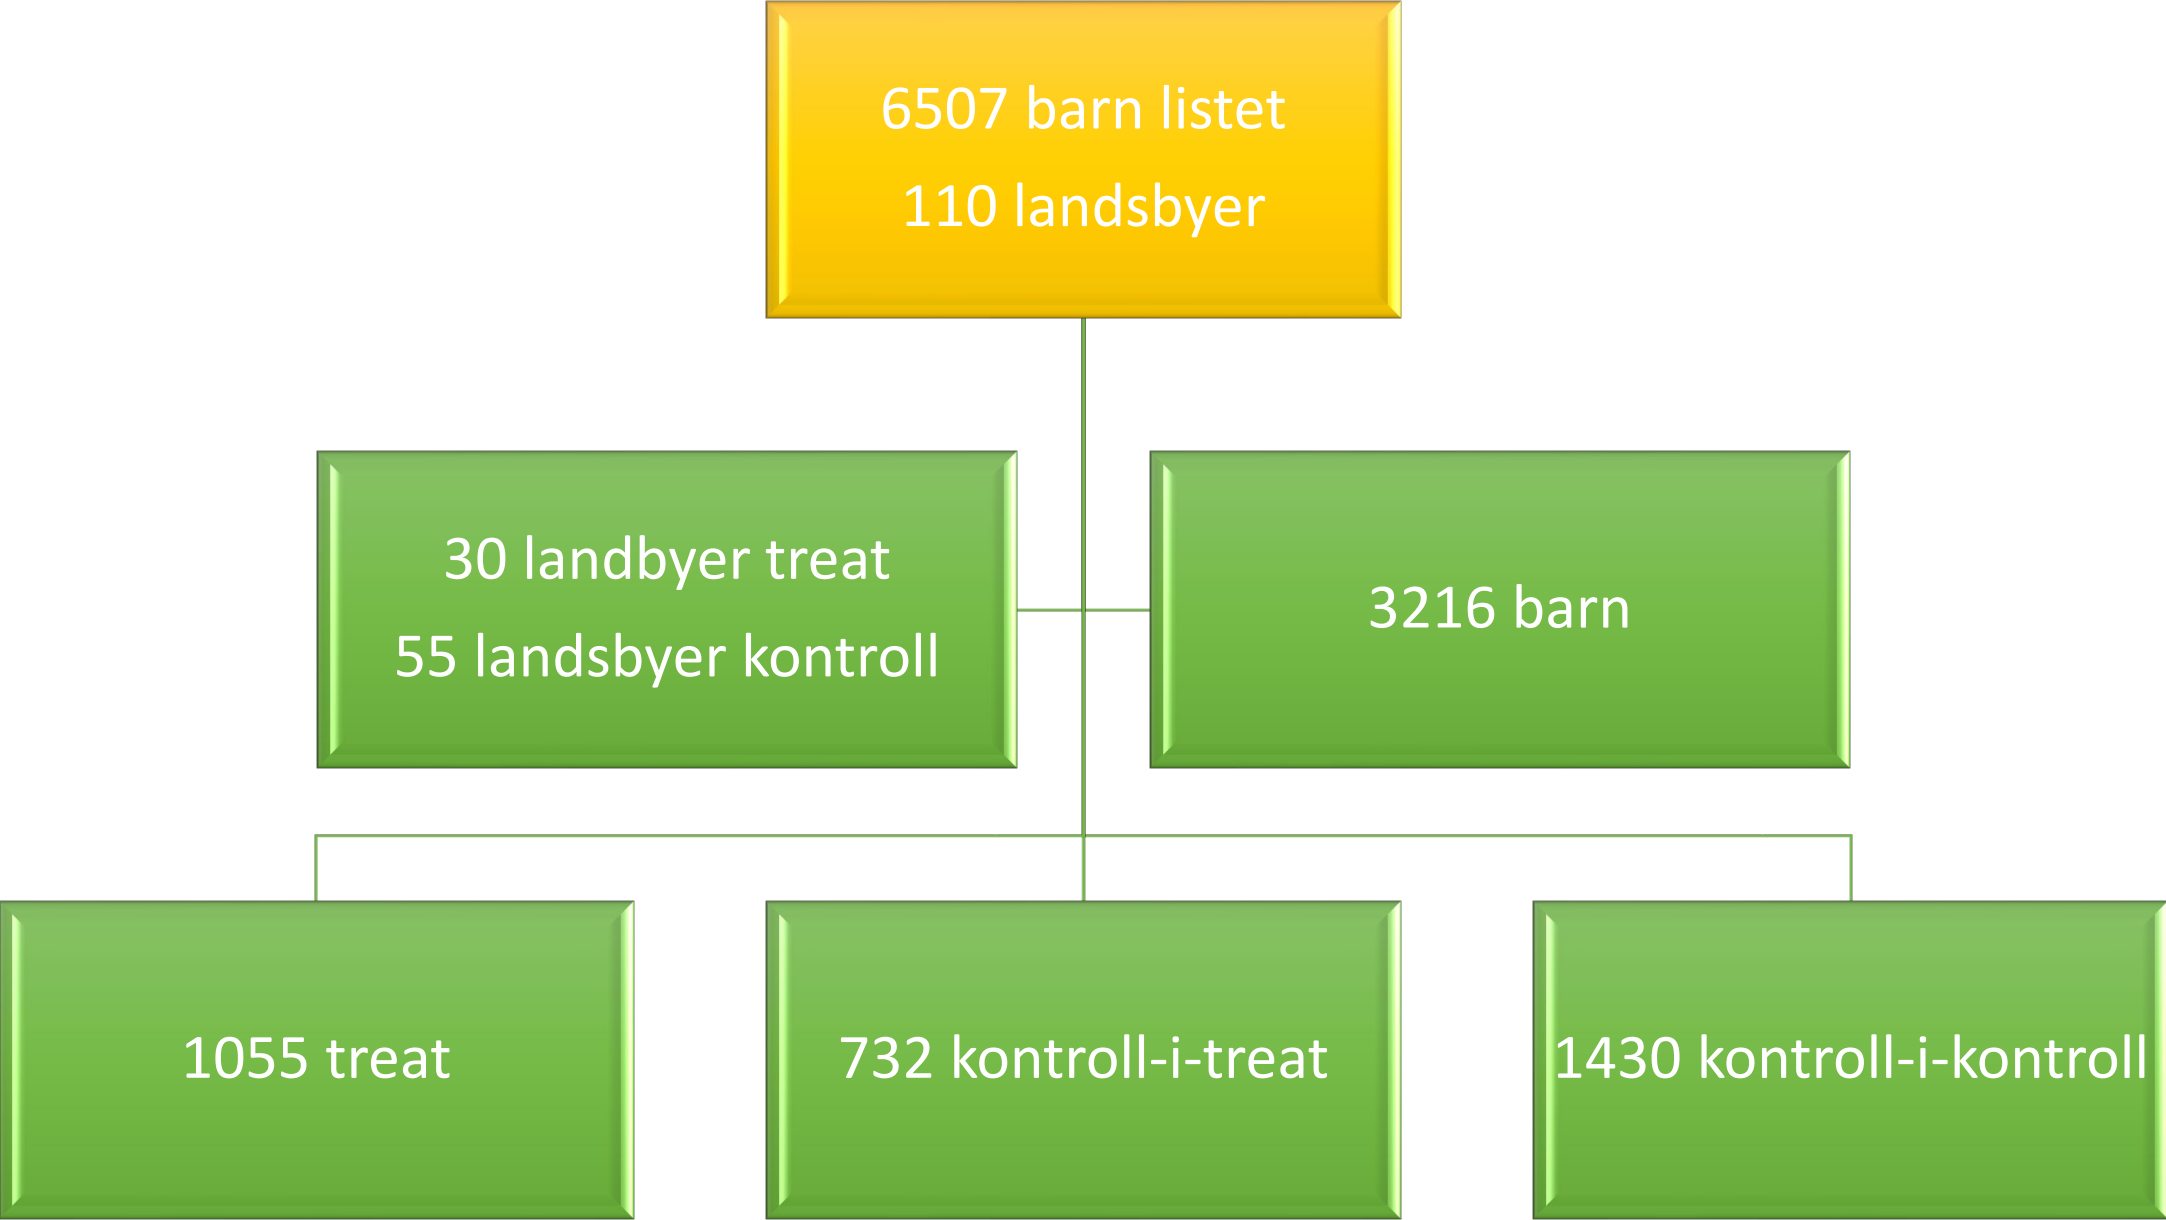 6507 barn listet
110 landsbyer
30 landbyer treat
55 landsbyer kontroll
3216 barn
1055 treat
732 kontroll-i-treat
1430 kontroll-i-kontroll